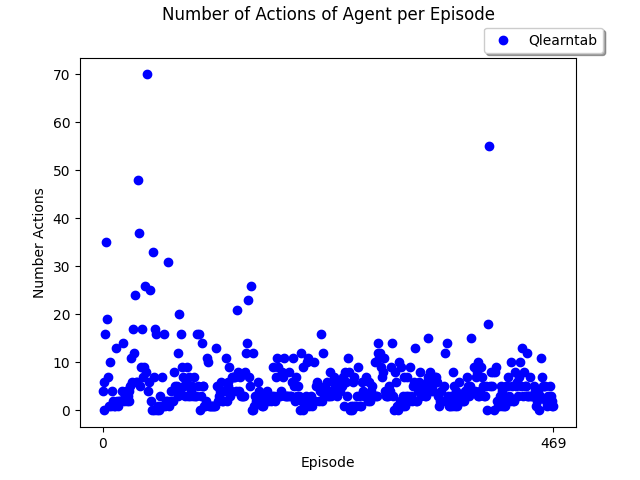 Number of Actions of Agent per Episode
Qlearntab
70
60
50
40
30
20
10
0
Number Actions
0 469
Episode